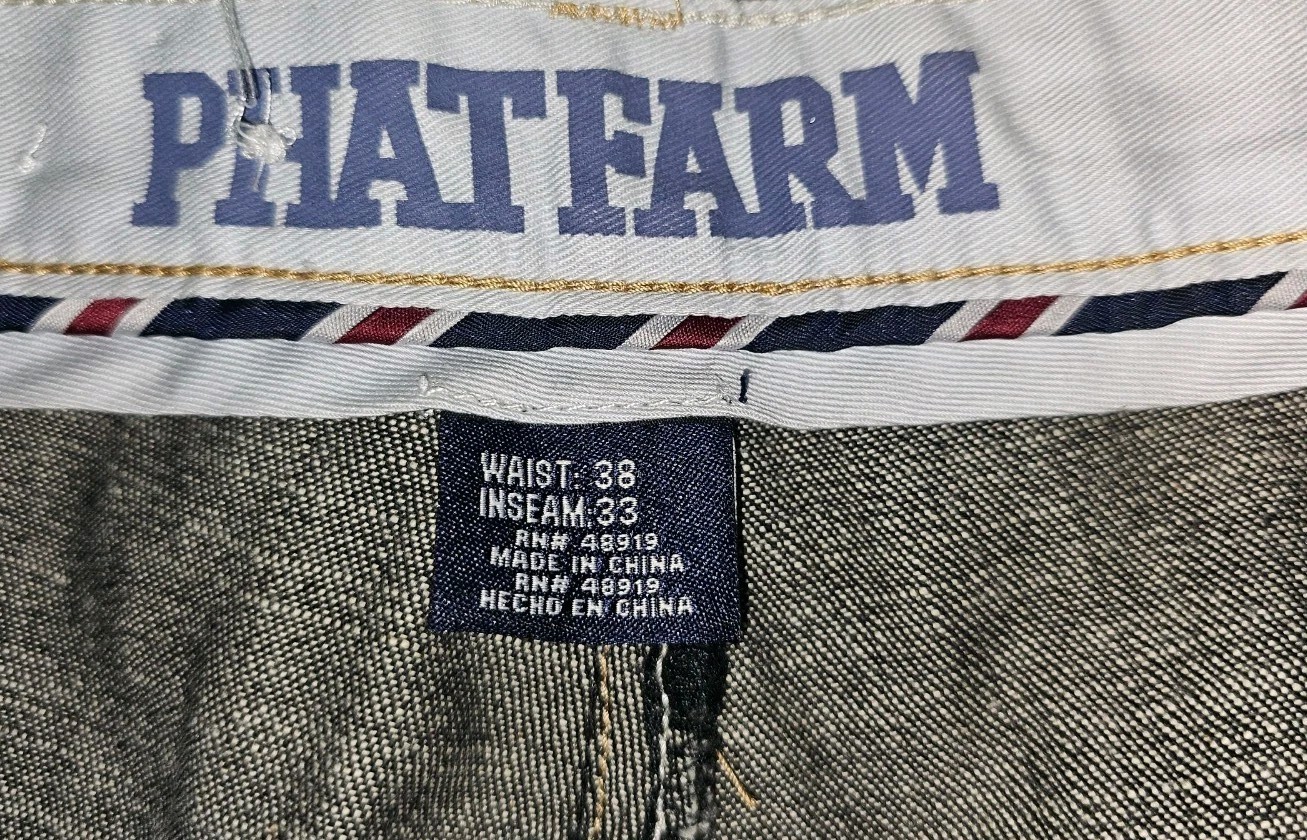 PHAT FARM
WAIST: 38
INSEAM: 33
RN# 48919
MADE IN CHINA
RN# 48919
HECHO EN CHINA